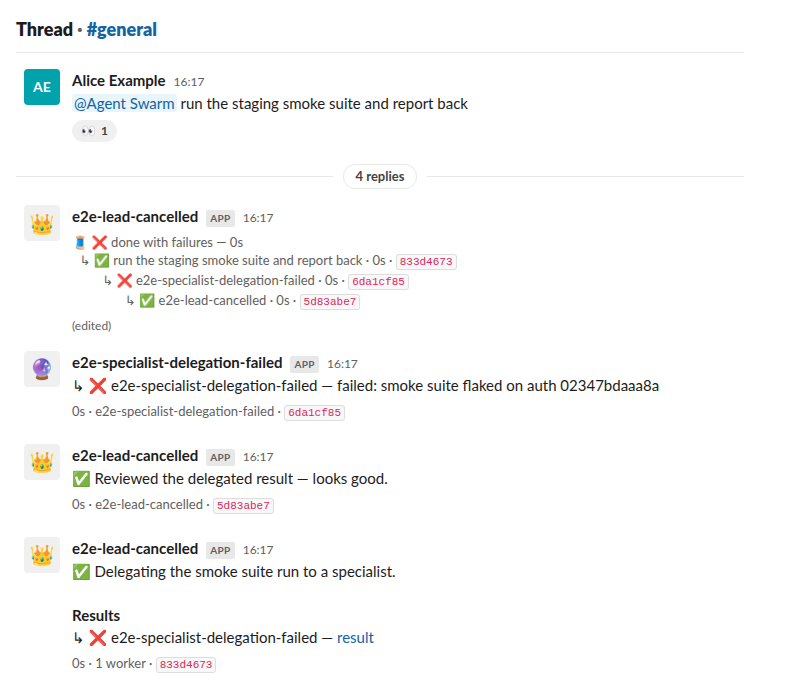 Thread • #general
AE
Alice Example 16:17
@Agent Swarm run the staging smoke suite and report back
👀 1
4 replies
e2e-lead-cancelled APP 16:17
🧵 ❌ done with failures — 0s
↳ ✅ run the staging smoke suite and report back · 0s · 833d4673
↳ ❌ e2e-specialist-delegation-failed · 0s · 6da1cf85
↳ ✅ e2e-lead-cancelled · 0s · 5d83abe7
(edited)
e2e-specialist-delegation-failed APP 16:17
↳ ❌ e2e-specialist-delegation-failed — failed: smoke suite flaked on auth 02347bdaaa8a
0s · e2e-specialist-delegation-failed · 6da1cf85
e2e-lead-cancelled APP 16:17
✅ Reviewed the delegated result — looks good.
0s · e2e-lead-cancelled · 5d83abe7
e2e-lead-cancelled APP 16:17
✅ Delegating the smoke suite run to a specialist.
Results
↳ ❌ e2e-specialist-delegation-failed — result
0s · 1 worker · 833d4673